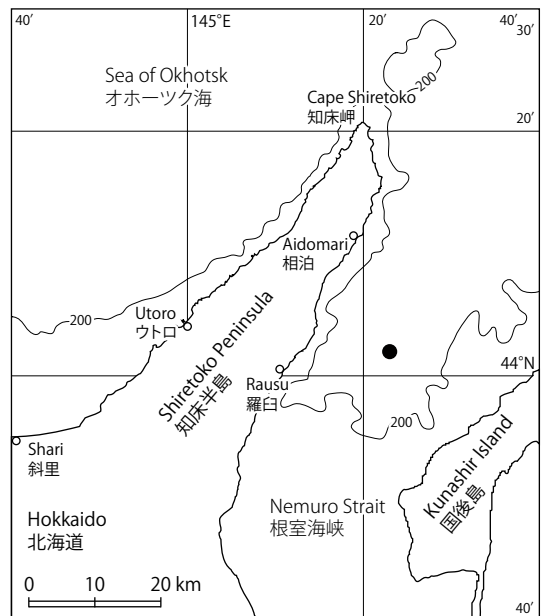 40′
145°E
20′
40′
30′
Sea of Okhotsk
オホーツク海
200
Cape Shiretoko
知床岬
20′
Aidomari
相泊
200
Utoro
ウトロ
Shiretoko Peninsula
知床半島
44°N
Rausu
羅臼
200
Shari
斜里
Kunashir Island
国後島
Nemuro Strait
根室海峡
Hokkaido
北海道
0 10 20 km
40′